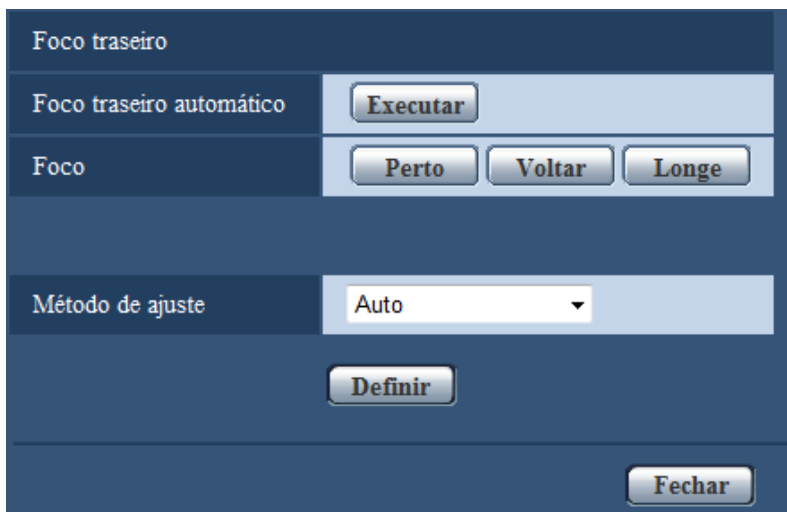 Foco traseiro
Foco traseiro automático Executar
Foco Perto Voltar Longe
Método de ajuste Auto
Definir
Fechar